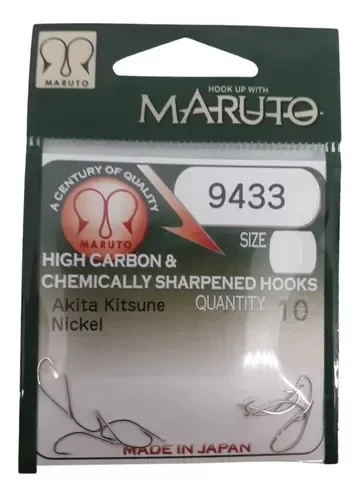 MARUTO
HOOK UP WITH
MARUTO
A CENTURY OF QUALITY
MARUTO
9433
SIZE
HIGH CARBON &
CHEMICALLY SHARPENED HOOKS
Akita Kitsune
Nickel
QUANTITY 10
MADE IN JAPAN